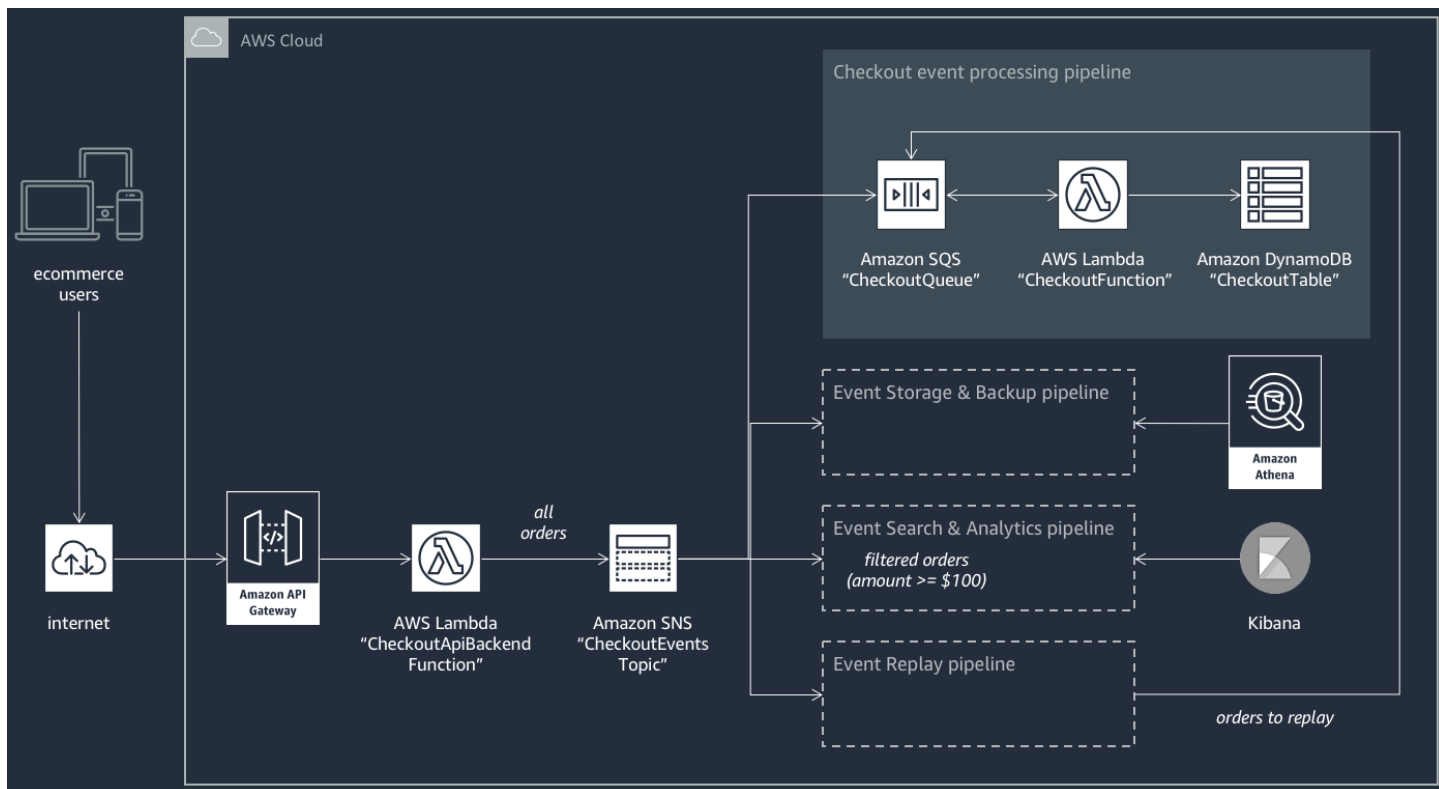 AWS Cloud
Checkout event processing pipeline
Amazon SQS
“CheckoutQueue”
AWS Lambda
“CheckoutFunction”
Amazon DynamoDB
“CheckoutTable”
ecommerce
users
Event Storage & Backup pipeline
Amazon
Athena
all
orders
Event Search & Analytics pipeline
filtered orders
(amount >= $100)
Amazon API
Gateway
internet
AWS Lambda
“CheckoutApiBackend
Function”
Amazon SNS
“CheckoutEvents
Topic”
Kibana
Event Replay pipeline
orders to replay